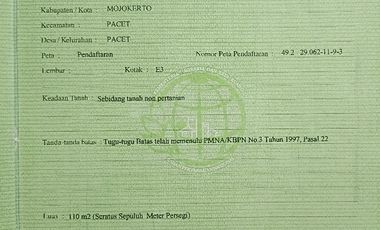 Kabupaten / Kota : MOJOKERTO
Kecamatan : PACET
Desa / Kelurahan : PACET
Peta : Pendaftaran Nomor Peta Pendaftaran : 49.2 29.062-11-9-3
Lembar : Kotak : E3
Keadaan Tanah : Sebidang tanah non pertanian
Tanda-tanda batas : Tugu-tugu Batas telah memenuhi PMNA/KBPN No.3 Tahun 1997, Pasal 22
Luas : 110 m2 (Seratus Sepuluh Meter Persegi)